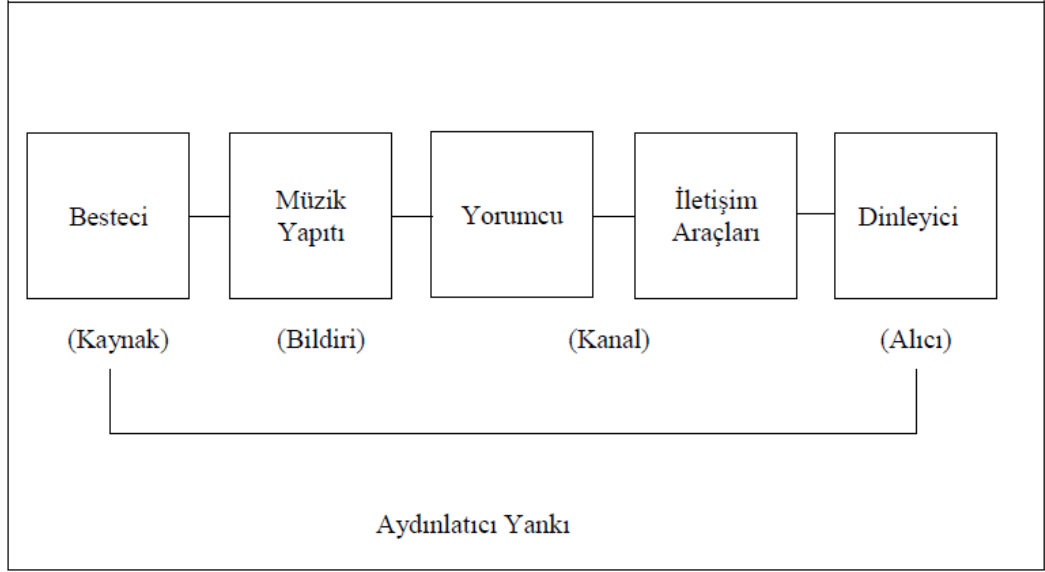 Besteci
Müzik
Yapıtı
Yorumcu
İletişim
Araçları
Dinleyici
(Kaynak)
(Bildiri)
(Kanal)
(Alıcı)
Aydınlatıcı Yankı